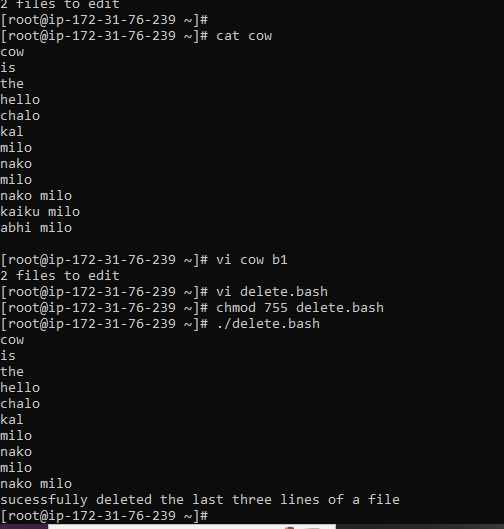 2 files to edit
[root@ip-172-31-76-239 ~]#
[root@ip-172-31-76-239 ~]# cat cow
cow
is
the
hello
chalo
kal
milo
nako
milo
nako milo
kaiku milo
abhi milo

[root@ip-172-31-76-239 ~]# vi cow b1
2 files to edit
[root@ip-172-31-76-239 ~]# vi delete.bash
[root@ip-172-31-76-239 ~]# chmod 755 delete.bash
[root@ip-172-31-76-239 ~]# ./delete.bash
cow
is
the
hello
chalo
kal
milo
nako
milo
nako milo
sucessfully deleted the last three lines of a file
[root@ip-172-31-76-239 ~]#